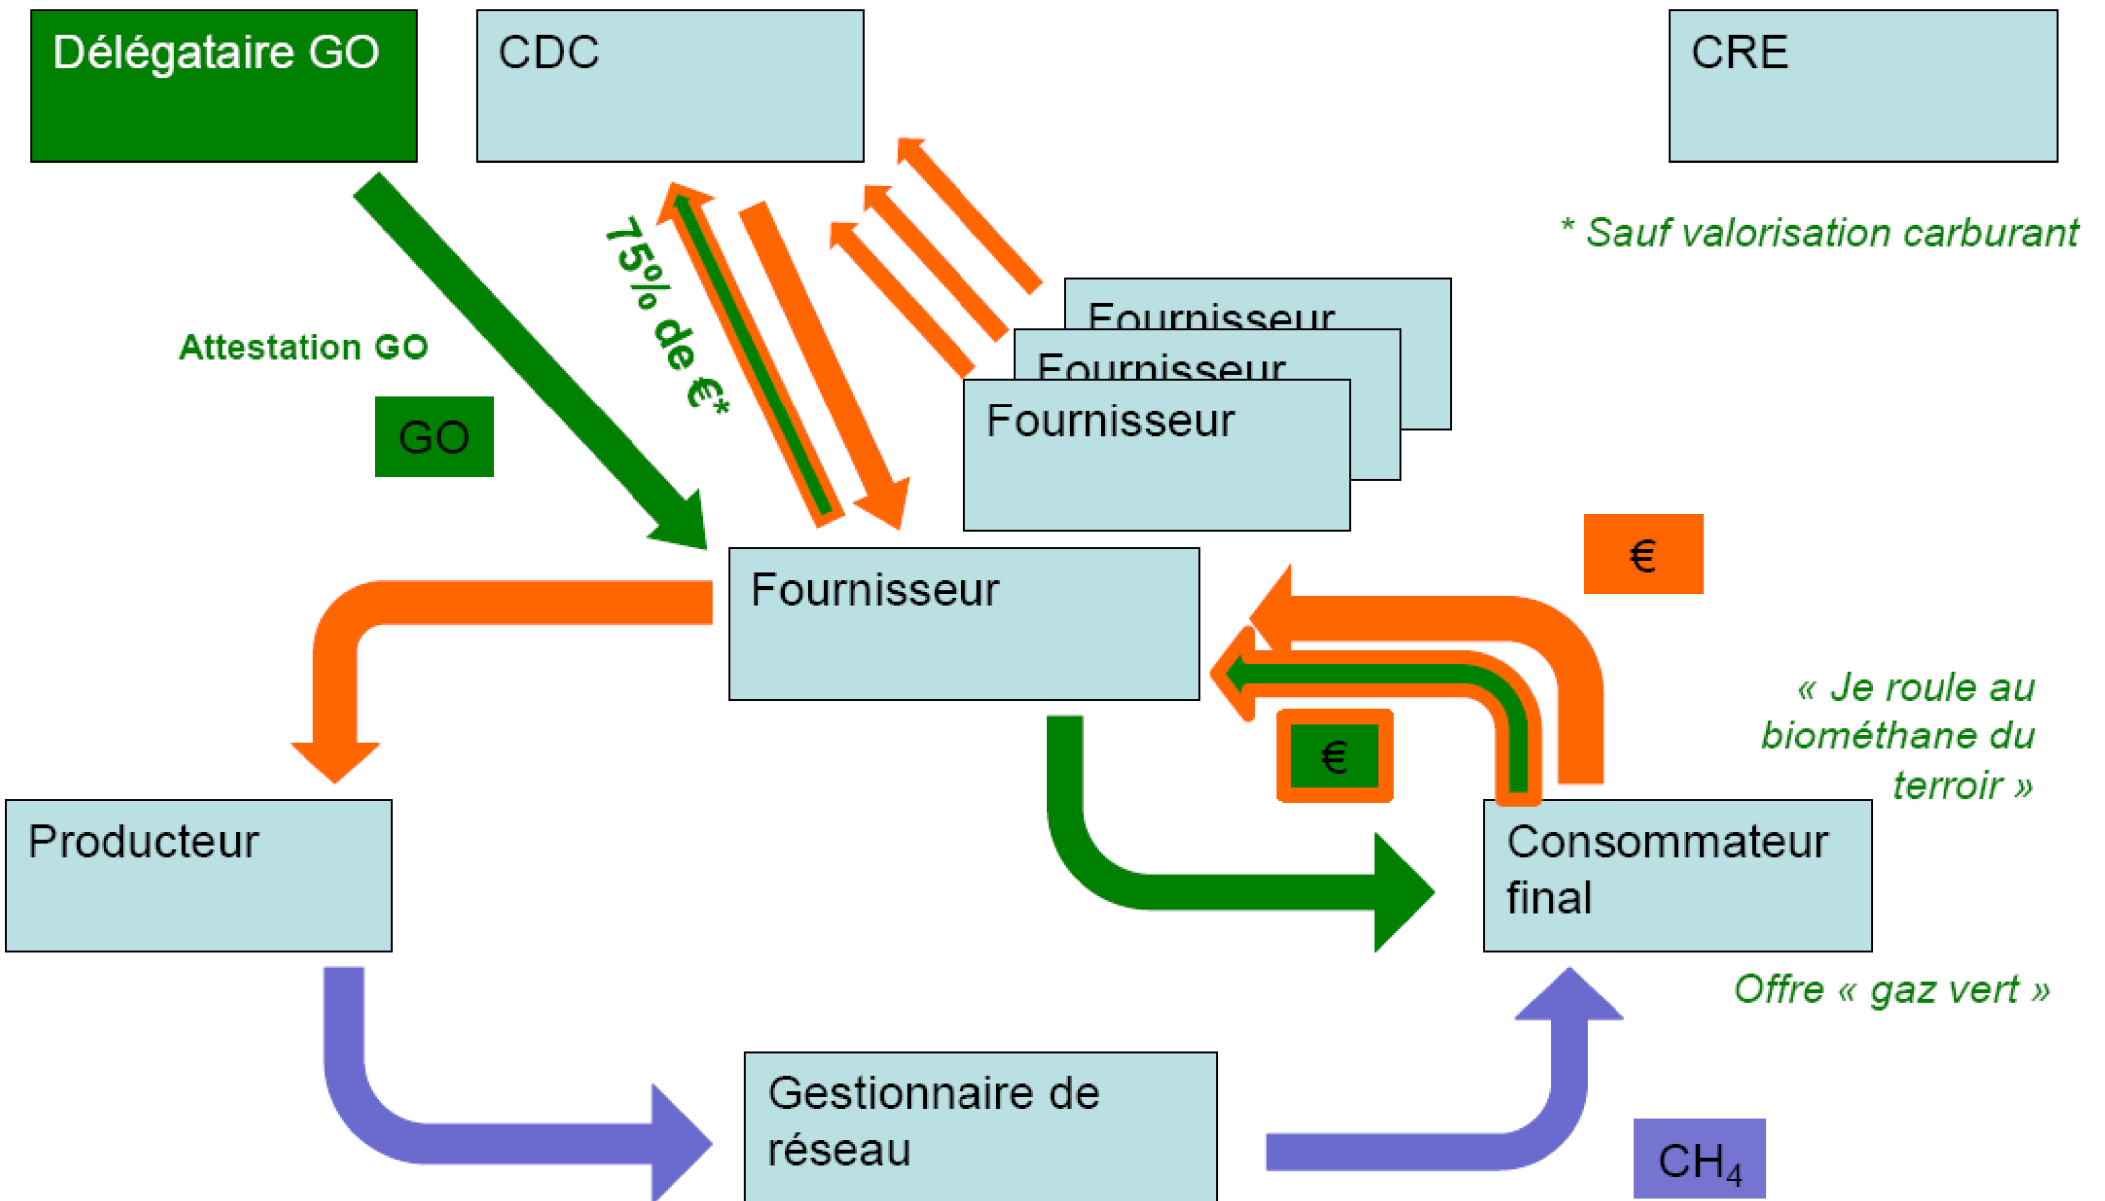 Délégataire GO
CDC
CRE
* Sauf valorisation carburant
75% de €*
Attestation GO
GO
Fournisseur
Fournisseur
Fournisseur
Fournisseur
€
€
« Je roule au
biométhane du
terroir »
Producteur
Consommateur
final
Offre « gaz vert »
Gestionnaire de
réseau
CH₄